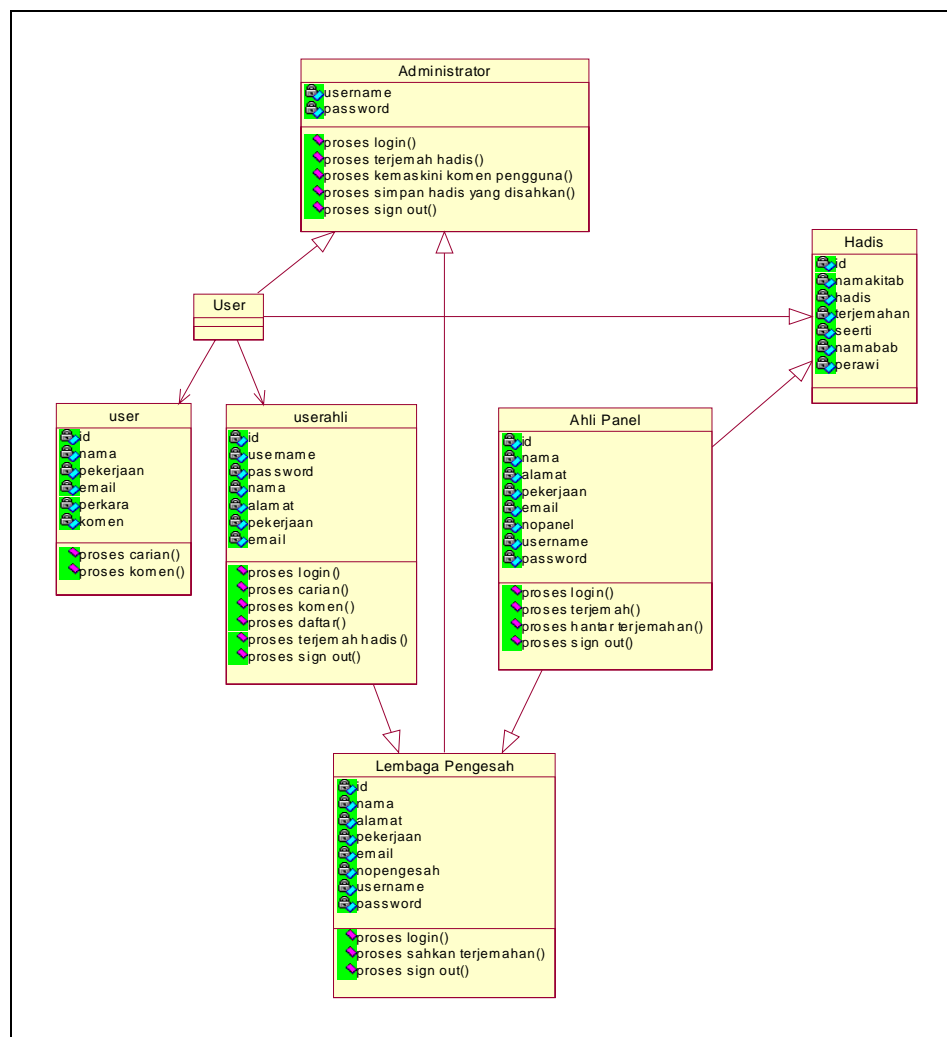 Administrator
username
password
proses login()
proses terjemah hadis()
proses kemaskini komen pengguna()
proses simpan hadis yang disahkan()
proses sign out()
Hadis
id
namakitab
hadis
terjemahan
seerti
namabab
perawi
User
user
id
nama
pekerjaan
email
perkara
komen
proses carian()
proses komen()
userahli
id
username
password
nama
alamat
pekerjaan
email
proses login()
proses carian()
proses komen()
proses daftar()
proses terjemah hadis()
proses sign out()
Ahli Panel
id
nama
alamat
pekerjaan
email
nopanel
username
password
proses login()
proses terjemah()
proses hantar terjemahan()
proses sign out()
Lembaga Pengesah
id
nama
alamat
pekerjaan
email
nopengesah
username
password
proses login()
proses sahkan terjemahan()
proses sign out()